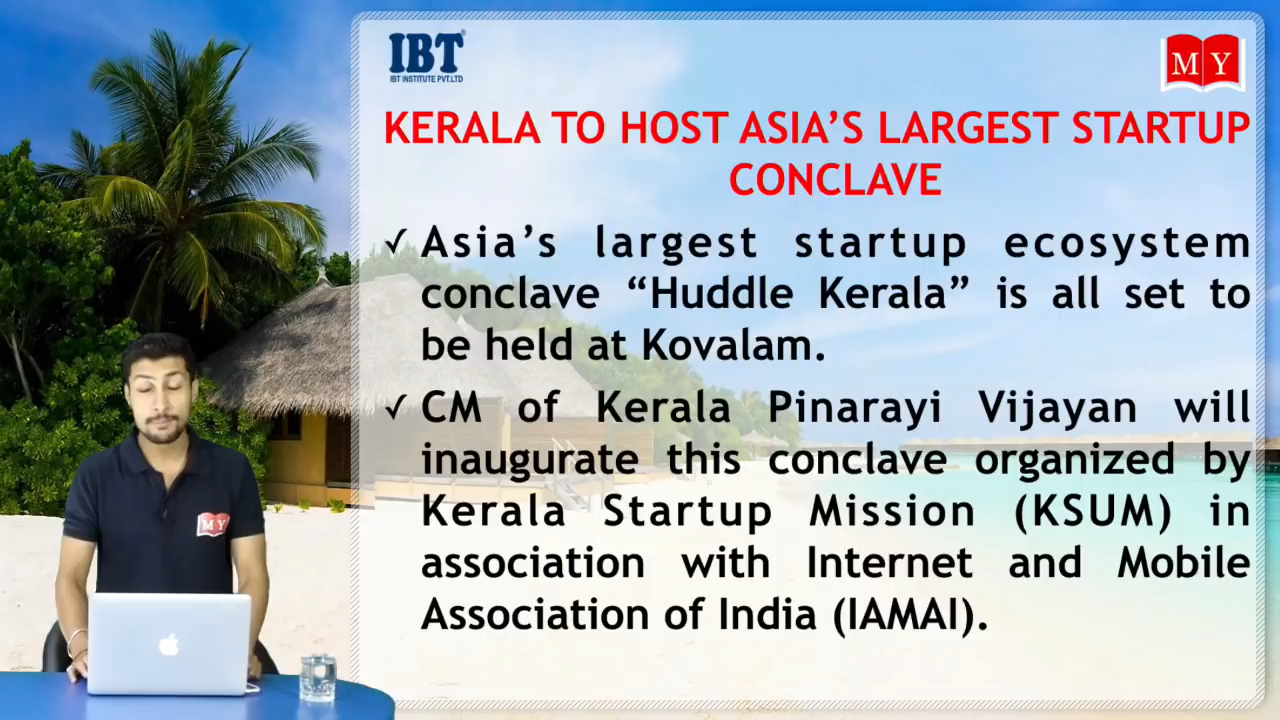 IBT
IBT INSTITUTE PVT.LTD
M Y
KERALA TO HOST ASIA’S LARGEST STARTUP
CONCLAVE
✓ Asia’s largest startup ecosystem
conclave “Huddle Kerala” is all set to
be held at Kovalam.
✓ CM of Kerala Pinarayi Vijayan will
inaugurate this conclave organized by
Kerala Startup Mission (KSUM) in
association with Internet and Mobile
Association of India (IAMAI).
M Y